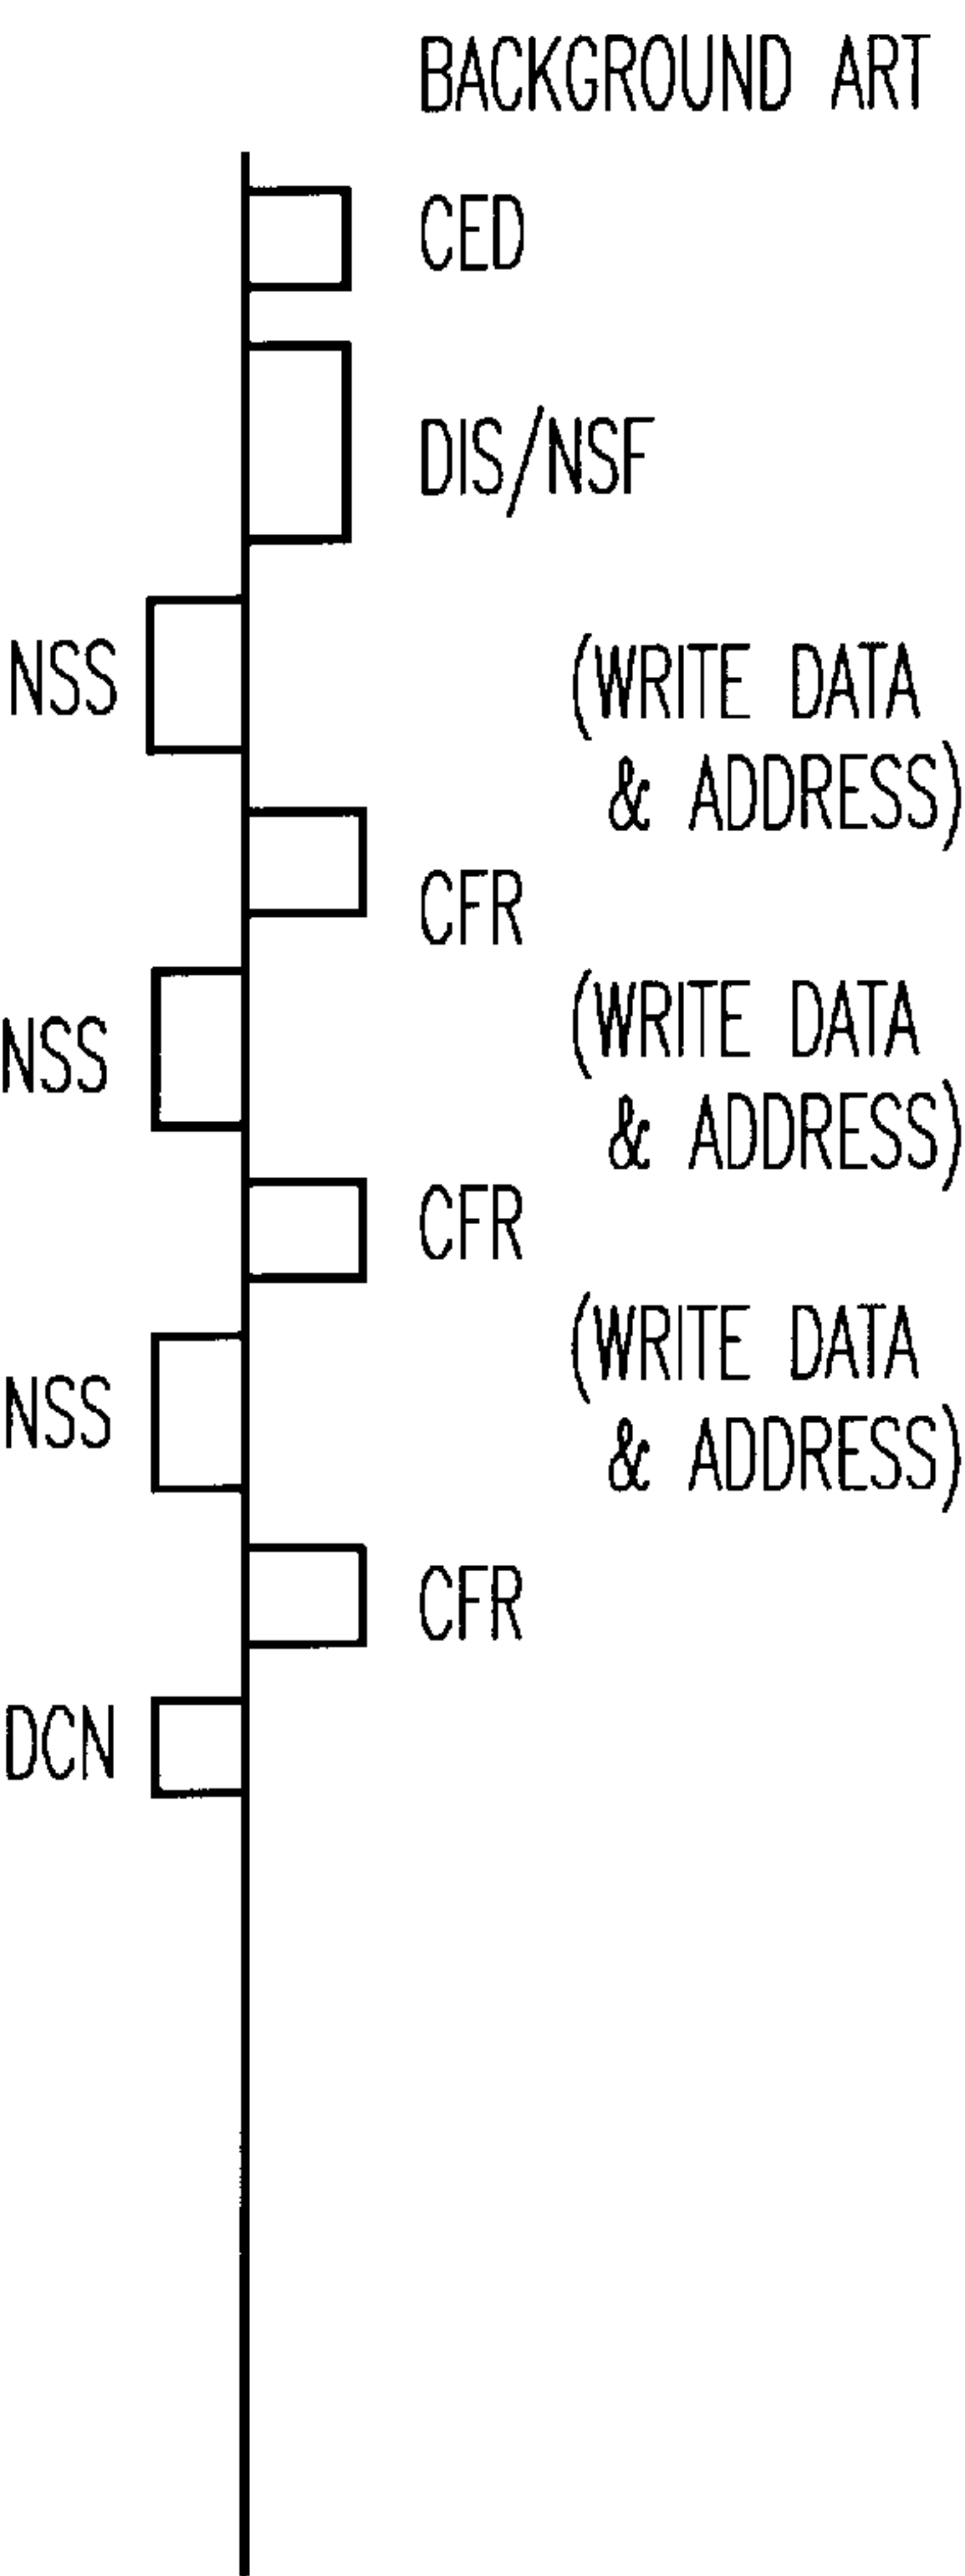 BACKGROUND ART
CED
DIS/NSF
NSS
(WRITE DATA
& ADDRESS)
CFR
NSS
(WRITE DATA
& ADDRESS)
CFR
NSS
(WRITE DATA
& ADDRESS)
CFR
DCN